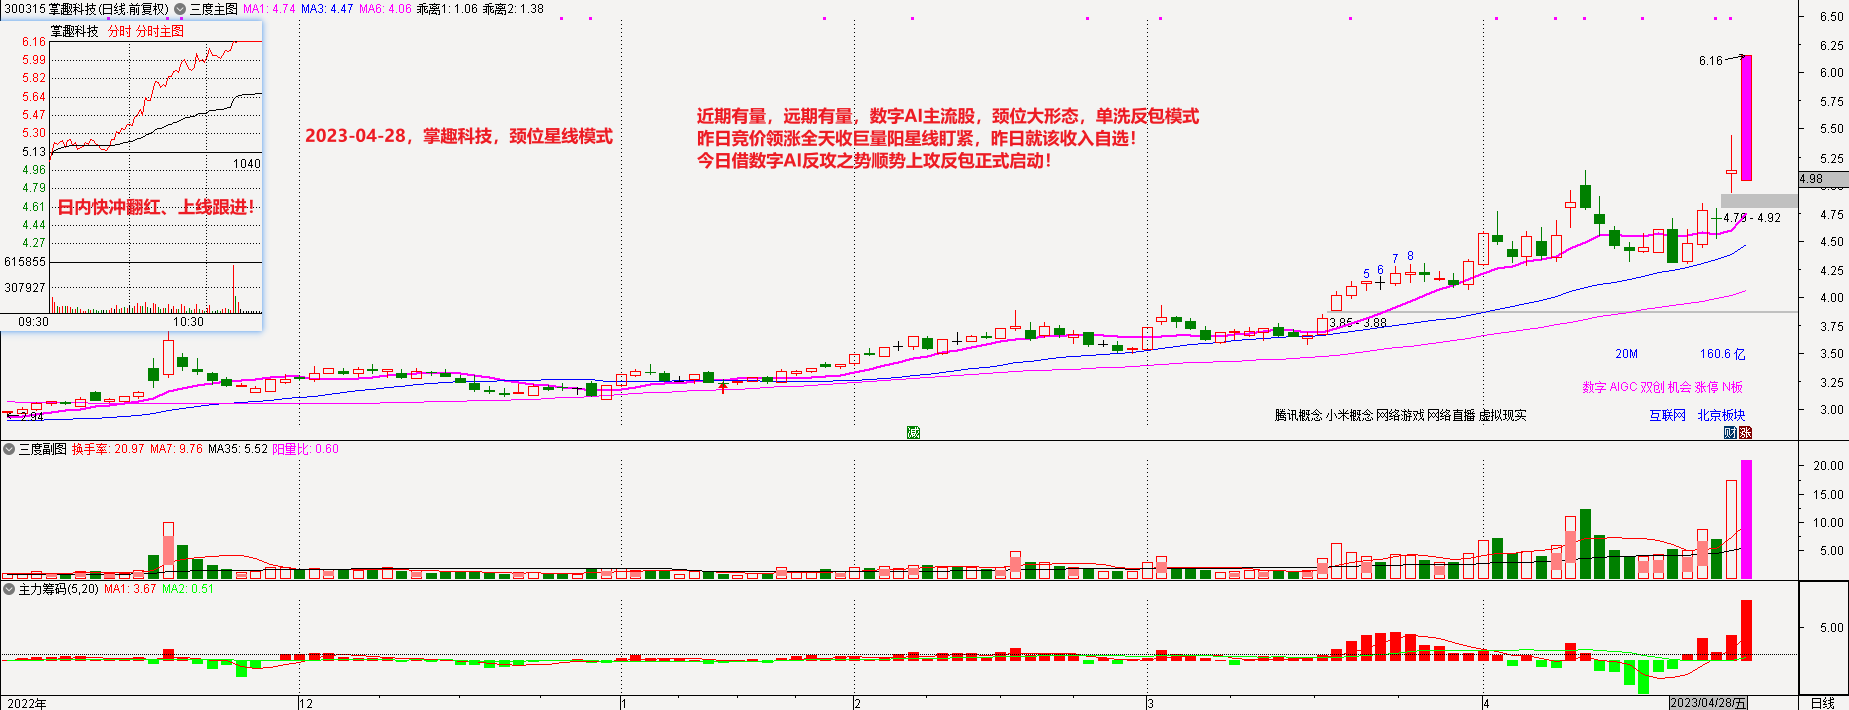 300315 掌趣科技(日线.前复权) 三度主图 MA1: 4.74 MA3: 4.47 MA6: 4.06 乖离1: 1.06 乖离2: 1.38
掌趣科技 分时 分时主图
6.16
5.99
5.82
5.64
5.47
5.30
5.13
4.96
4.79
4.61
4.44
4.27
615855
307927
1040
09:30 10:30
日内快冲翻红、上线跟进！
2023-04-28，掌趣科技，颈位星线模式
近期有量，远期有量，数字AI主流股，颈位大形态，单洗反包模式
昨日竞价领涨全天收巨量阳星线盯紧，昨日就该收入自选！
今日借数字AI反攻之势顺势上攻反包正式启动！
6.16
4.79 - 4.92
5 6 7 8
3.85 - 3.88
2.94
20M 160.6 亿
数字 AIGC 双创 机会 涨停 N板
腾讯概念 小米概念 网络游戏 网络直播 虚拟现实 互联网 北京板块
减
财 涨
6.50
6.25
6.00
5.75
5.50
5.25
4.98
4.75
4.50
4.25
4.00
3.75
3.50
3.25
3.00
三度副图 换手率: 20.97 MA7: 9.76 MA35: 5.52 阳量比: 0.60
20.00
15.00
10.00
5.00
主力筹码(5,20) MA1: 3.67 MA2: 0.51
5.00
2022年 12 1 2 3 4 2023/04/28/五 日线